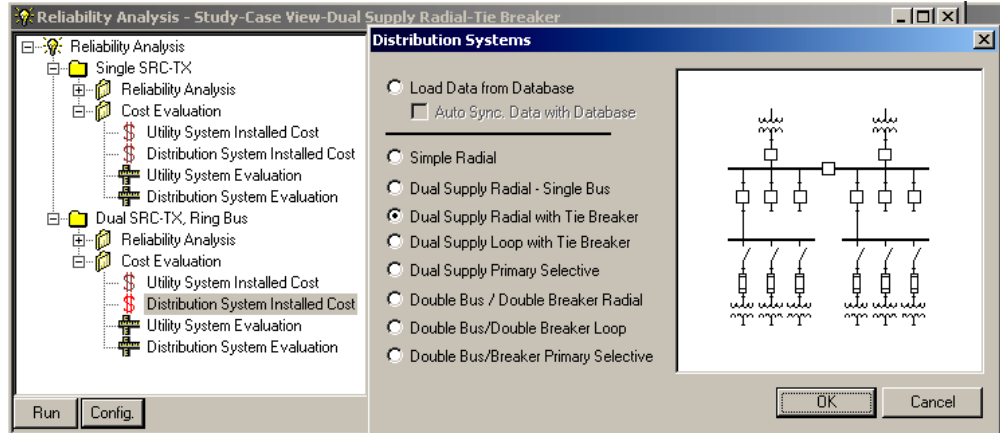 Reliability Analysis - Study-Case View-Dual Supply Radial-Tie Breaker
Reliability Analysis
Single SRC-TX
Reliability Analysis
Cost Evaluation
Utility System Installed Cost
Distribution System Installed Cost
Utility System Evaluation
Distribution System Evaluation
Dual SRC-TX, Ring Bus
Reliability Analysis
Cost Evaluation
Utility System Installed Cost
Distribution System Installed Cost
Utility System Evaluation
Distribution System Evaluation
Run
Config.
Distribution Systems
Load Data from Database
Auto Sync. Data with Database
Simple Radial
Dual Supply Radial - Single Bus
Dual Supply Radial with Tie Breaker
Dual Supply Loop with Tie Breaker
Dual Supply Primary Selective
Double Bus / Double Breaker Radial
Double Bus/Double Breaker Loop
Double Bus/Breaker Primary Selective
OK
Cancel